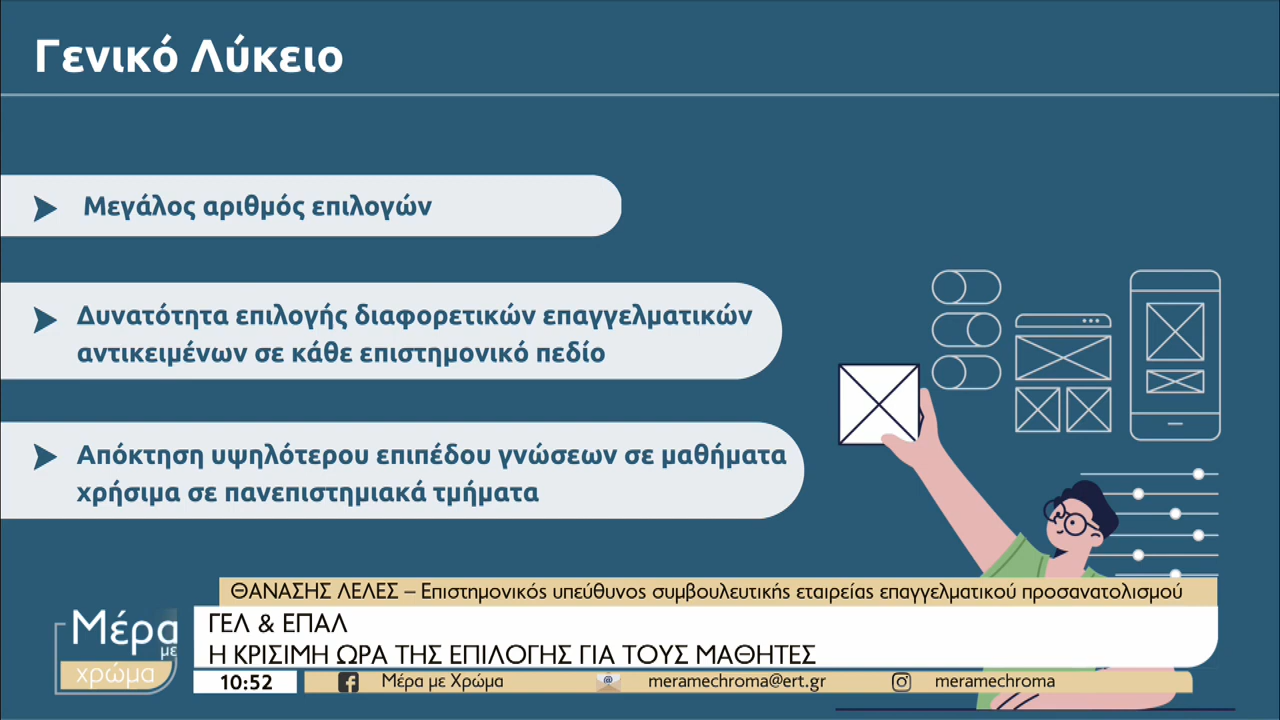 Γενικό Λύκειο
Μεγάλος αριθμός επιλογών
Δυνατότητα επιλογής διαφορετικών επαγγελματικών
αντικειμένων σε κάθε επιστημονικό πεδίο
Απόκτηση υψηλότερου επιπέδου γνώσεων σε μαθήματα
χρήσιμα σε πανεπιστημιακά τμήματα
ΘΑΝΑΣΗΣ ΛΕΛΕΣ – Επιστημονικός υπεύθυνος συμβουλευτικής εταιρείας επαγγελματικού προσανατολισμού
Μέρα
με
χρώμα
ΓΕΛ & ΕΠΑΛ
Η ΚΡΙΣΙΜΗ ΩΡΑ ΤΗΣ ΕΠΙΛΟΓΗΣ ΓΙΑ ΤΟΥΣ ΜΑΘΗΤΕΣ
10:52 Μέρα με Χρώμα meramechroma@ert.gr meramechroma